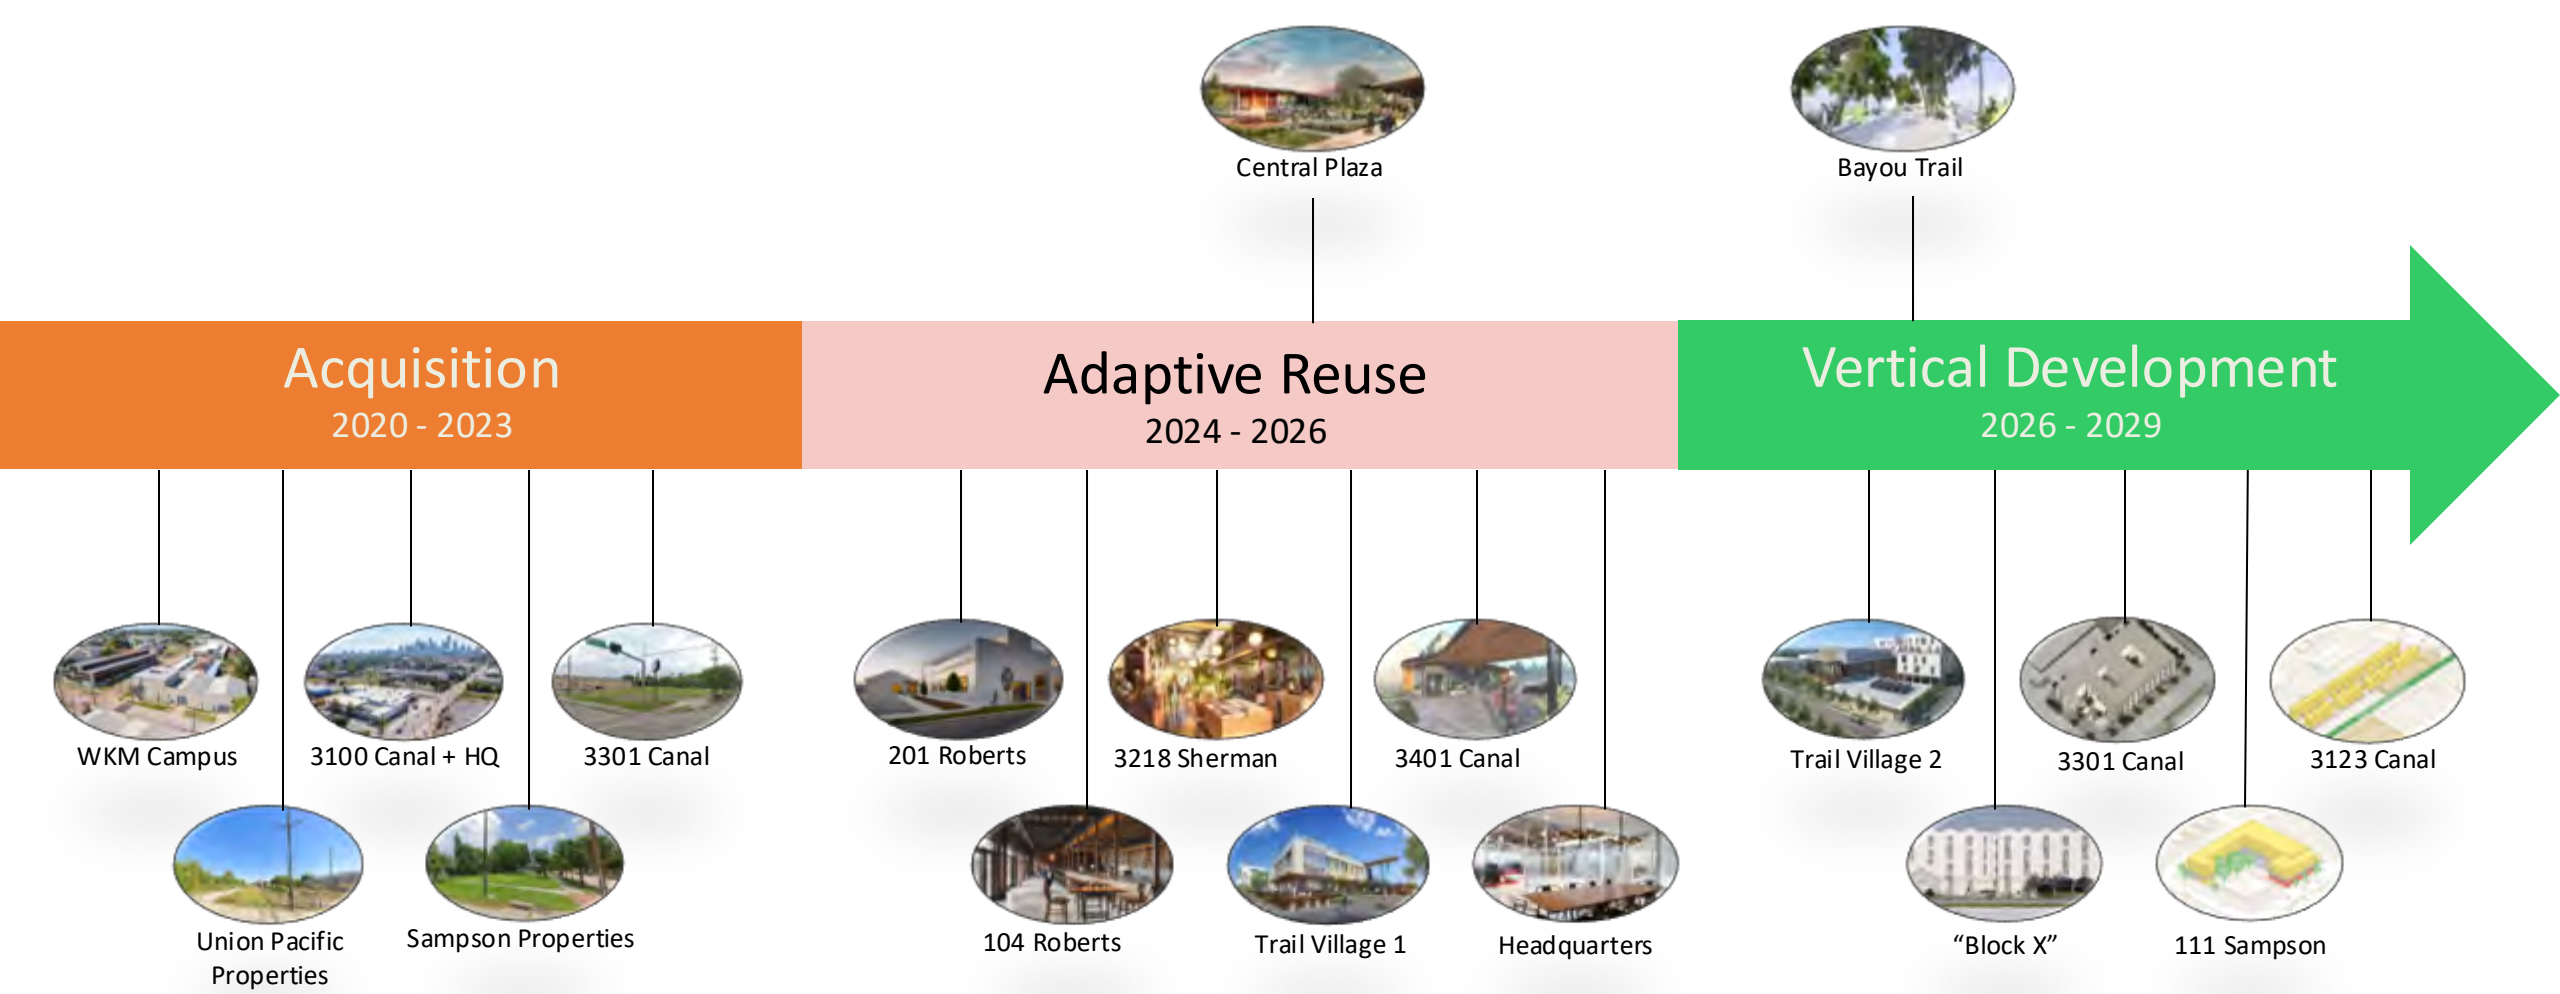 Central Plaza
Bayou Trail
Acquisition
2020 - 2023
Adaptive Reuse
2024 - 2026
Vertical Development
2026 - 2029
WKM Campus
3100 Canal + HQ
3301 Canal
201 Roberts
3218 Sherman
3401 Canal
Trail Village 2
3301 Canal
3123 Canal
Union Pacific
Properties
Sampson Properties
104 Roberts
Trail Village 1
Headquarters
“Block X”
111 Sampson